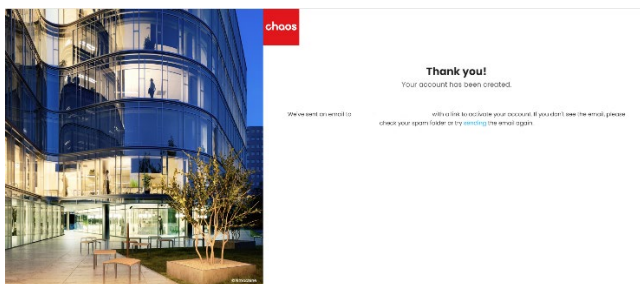 chaos
Thank you!
Your account has been created.
We've sent an email to with a link to activate your account. If you don't see the email, please
check your spam folder or try sending the email again.